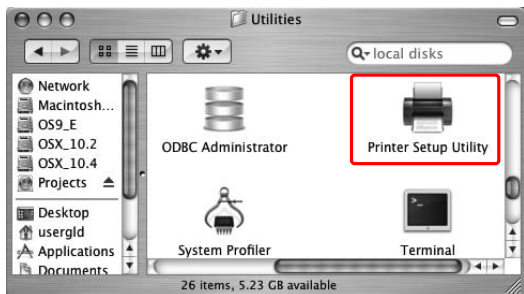 Utilities
local disks
Network
Macintosh...
OS9_E
OSX_10.2
OSX_10.4
Projects
Desktop
usergld
Applications
Documents
ODBC Administrator
Printer Setup Utility
System Profiler
Terminal
26 items, 5.23 GB available